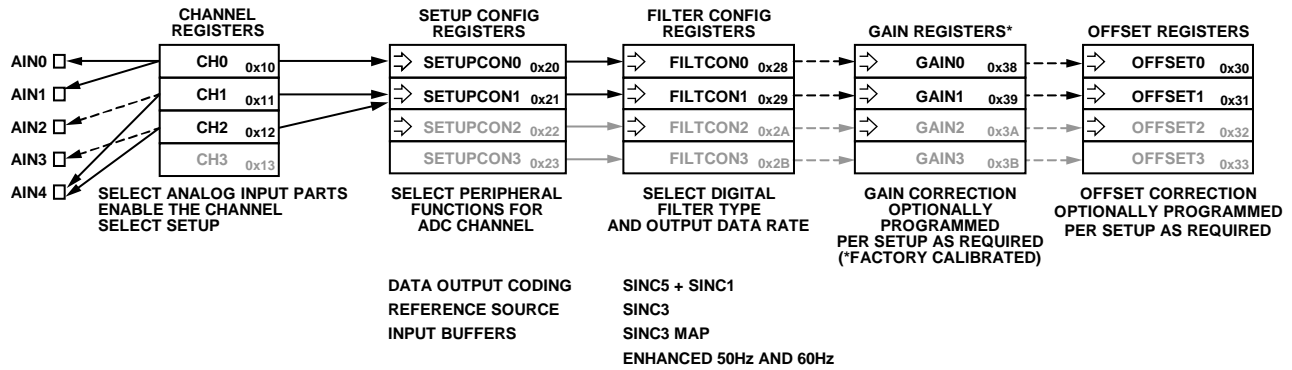 CHANNEL
REGISTERS
SETUP CONFIG
REGISTERS
FILTER CONFIG
REGISTERS
GAIN REGISTERS*
OFFSET REGISTERS
AIN0
CH0 0x10
SETUPCON0 0x20
FILTCON0 0x28
GAIN0 0x38
OFFSET0 0x30
AIN1
CH1 0x11
SETUPCON1 0x21
FILTCON1 0x29
GAIN1 0x39
OFFSET1 0x31
AIN2
CH2 0x12
SETUPCON2 0x22
FILTCON2 0x2A
GAIN2 0x3A
OFFSET2 0x32
AIN3
CH3 0x13
SETUPCON3 0x23
FILTCON3 0x2B
GAIN3 0x3B
OFFSET3 0x33
AIN4
SELECT ANALOG INPUT PARTS
ENABLE THE CHANNEL
SELECT SETUP
SELECT PERIPHERAL
FUNCTIONS FOR
ADC CHANNEL
SELECT DIGITAL
FILTER TYPE
AND OUTPUT DATA RATE
GAIN CORRECTION
OPTIONALLY
PROGRAMMED
PER SETUP AS REQUIRED
(*FACTORY CALIBRATED)
OFFSET CORRECTION
OPTIONALLY PROGRAMMED
PER SETUP AS REQUIRED
DATA OUTPUT CODING
REFERENCE SOURCE
INPUT BUFFERS
SINC5 + SINC1
SINC3
SINC3 MAP
ENHANCED 50Hz AND 60Hz